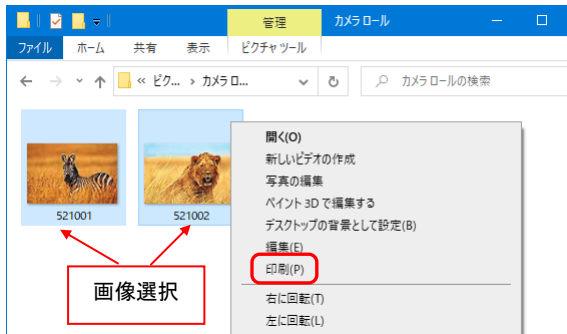 管理 カメラ ロール
ファイル ホーム 共有 表示 ピクチャ ツール
« ピク... › カメラ ロ... カメラ ロールの検索
開く(O)
新しいビデオの作成
写真の編集
ペイント 3D で編集する
デスクトップの背景として設定(B)
編集(E)
印刷(P)
右に回転(T)
左に回転(L)
521001 521002
画像選択